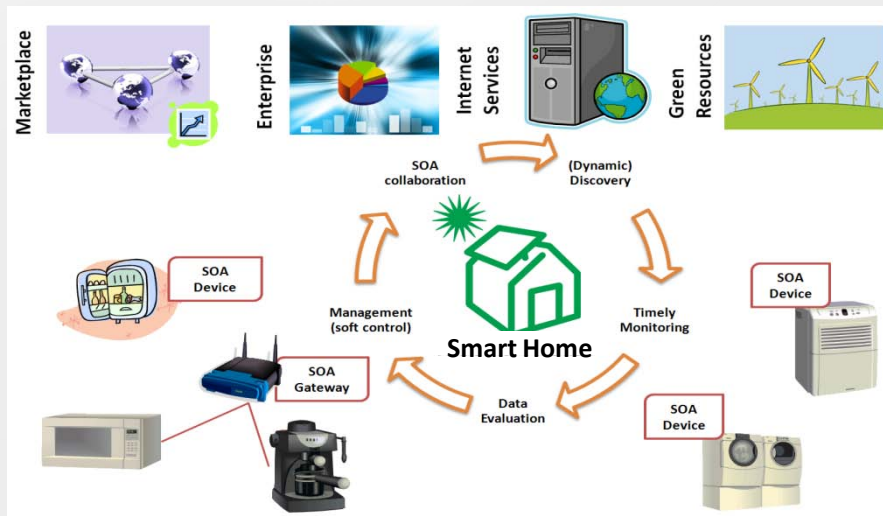 Marketplace
Enterprise
Internet
Services
Green
Resources
SOA
collaboration
(Dynamic)
Discovery
SOA
Device
Management
(soft control)
Smart Home
Timely
Monitoring
SOA
Device
SOA
Gateway
Data
Evaluation
SOA
Device